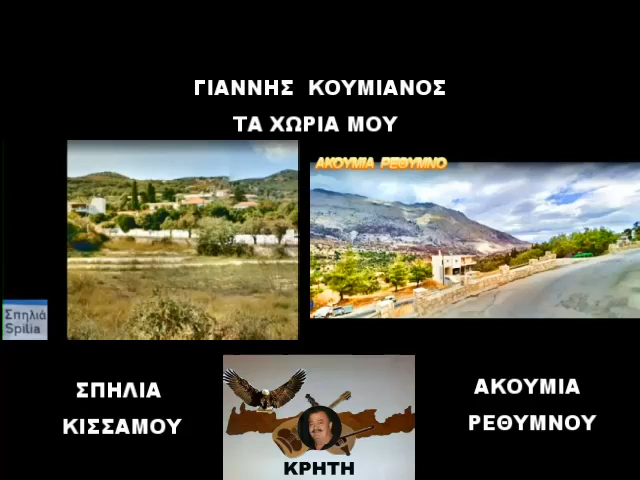 ΓΙΑΝΝΗΣ ΚΟΥΜΙΑΝΟΣ
ΤΑ ΧΩΡΙΑ ΜΟΥ
ΑΚΟΥΜΙΑ ΡΕΘΥΜΝΟ
Σπηλιά
Spilia
ΣΠΗΛΙΑ
ΚΙΣΣΑΜΟΥ
ΑΚΟΥΜΙΑ
ΡΕΘΥΜΝΟΥ
ΚΡΗΤΗ